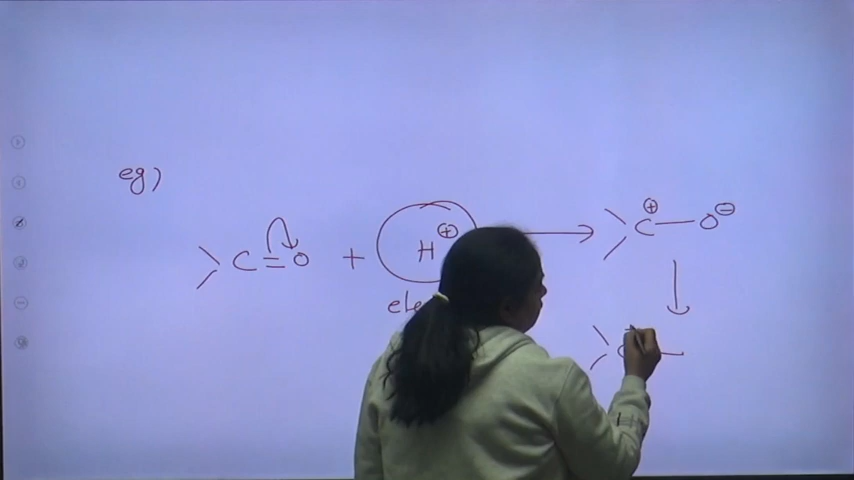 eg)
>C=O + H⊕ → >C⊕—O⊖
ele
↓
>C—